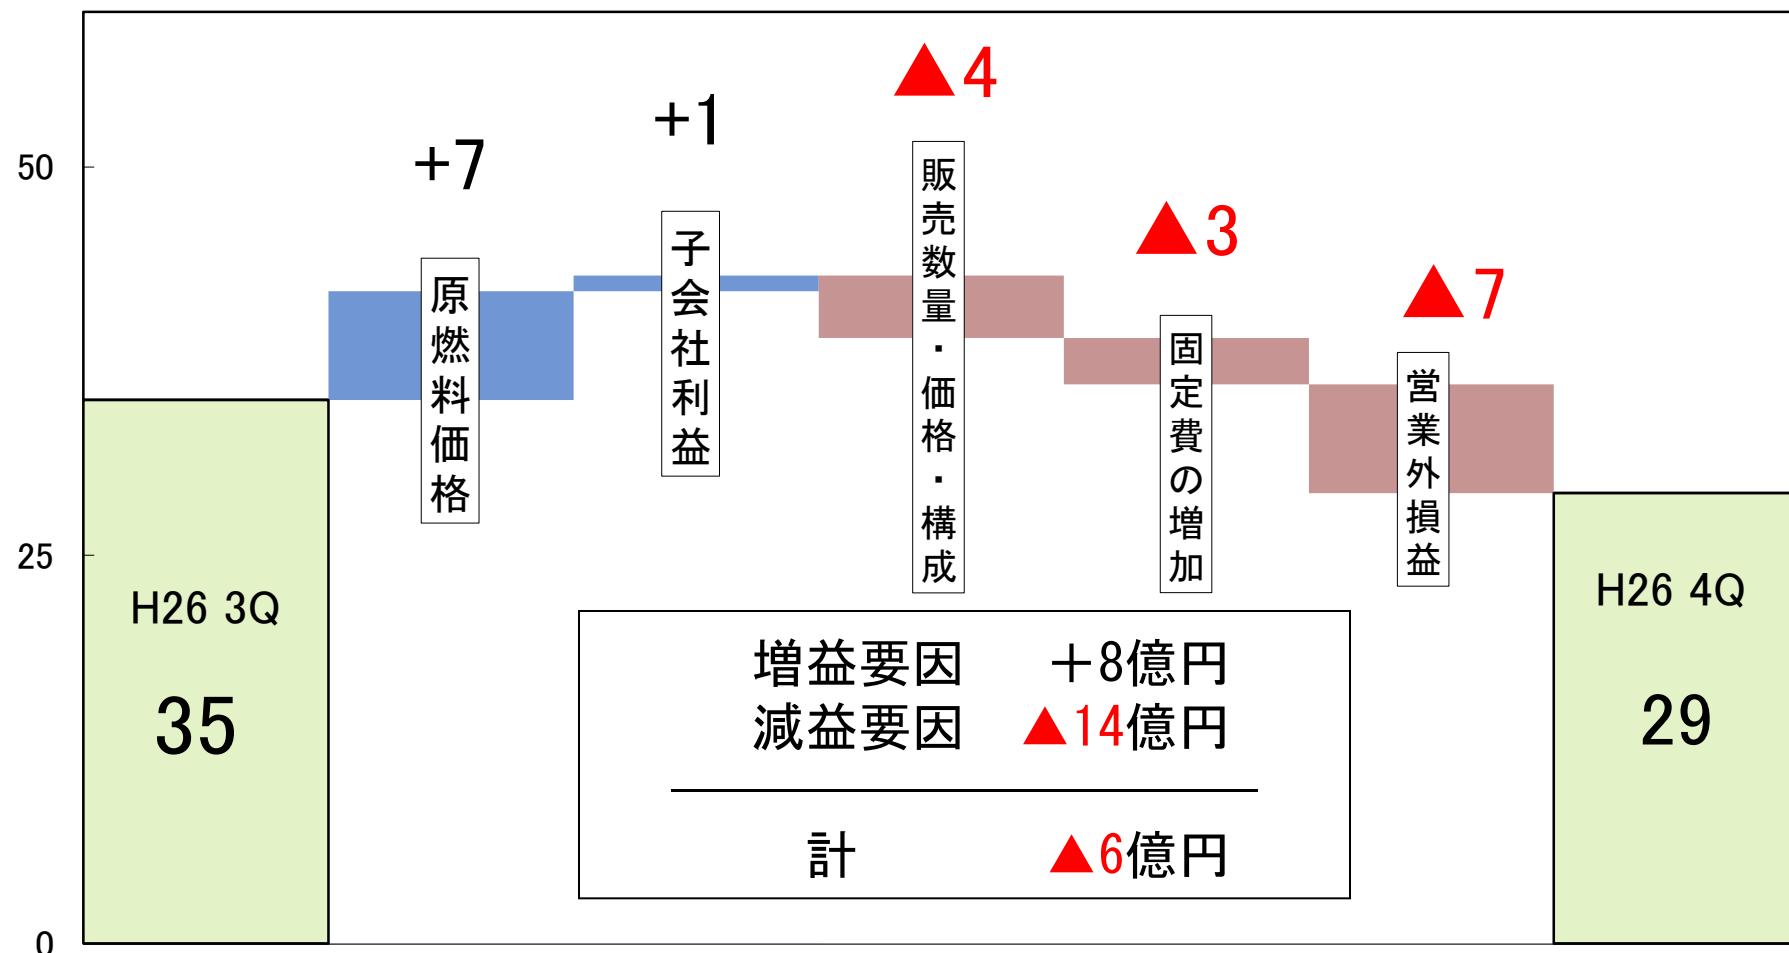 50
25
0
H26 3Q
35
+7
原燃料価格
+1
子会社利益
▲4
販売数量・価格・構成
▲3
固定費の増加
▲7
営業外損益
H26 4Q
29
増益要因 +8億円
減益要因 ▲14億円
計 ▲6億円